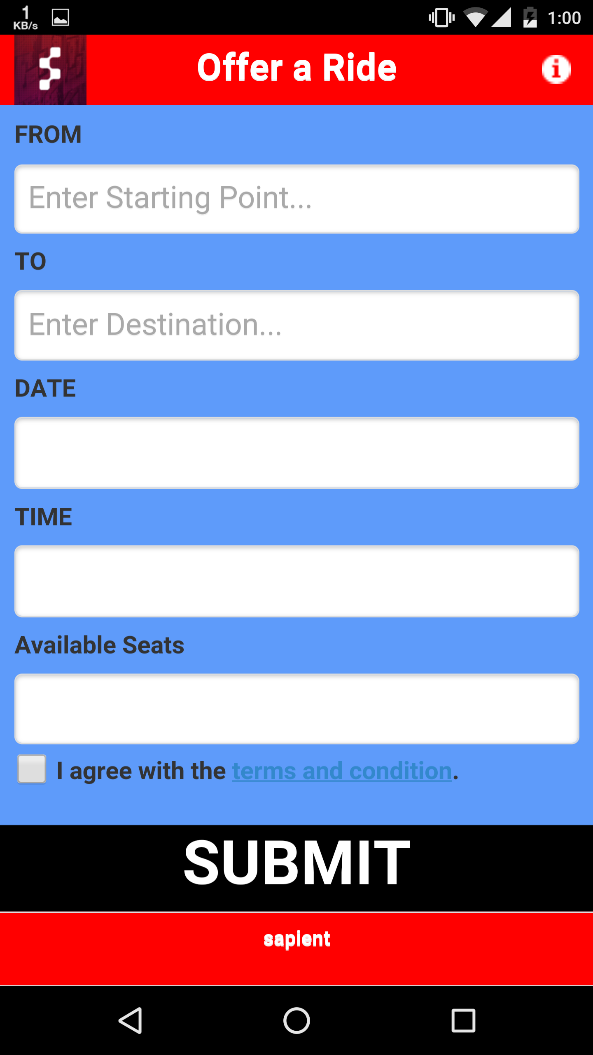 1
KB/s
1:00
Offer a Ride
FROM
Enter Starting Point...
TO
Enter Destination...
DATE
TIME
Available Seats
I agree with the terms and condition.
SUBMIT
sapient